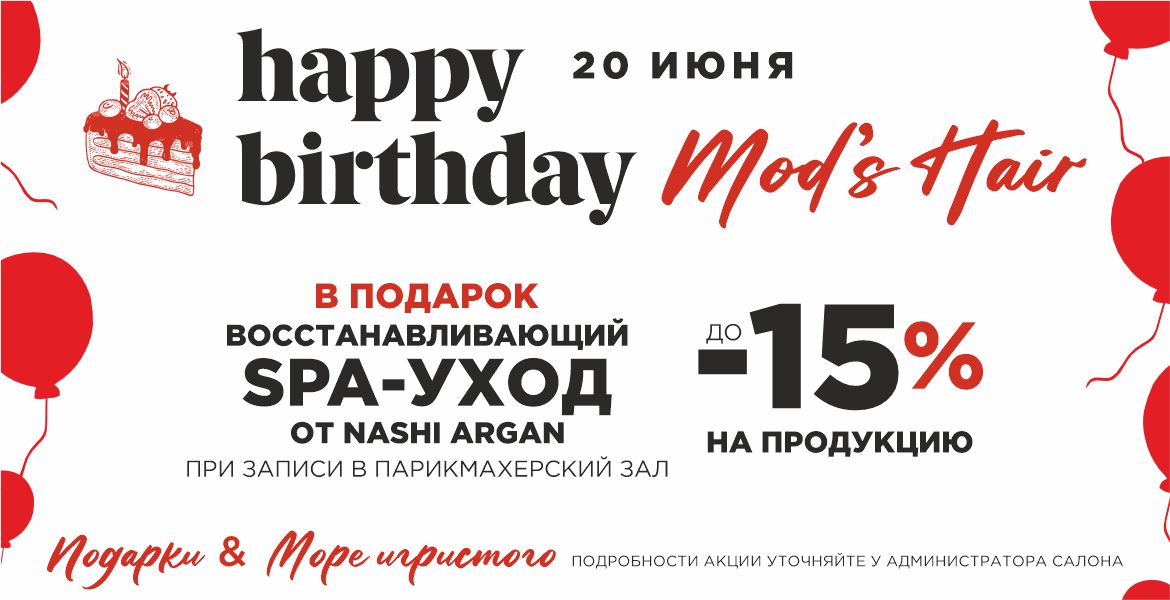 happy
birthday
20 ИЮНЯ
Mod's Hair
В ПОДАРОК
ВОССТАНАВЛИВАЮЩИЙ
SPA-УХОД
ОТ NASHI ARGAN
ПРИ ЗАПИСИ В ПАРИКМАХЕРСКИЙ ЗАЛ
ДО
-15%
НА ПРОДУКЦИЮ
Подарки & Море игристого
ПОДРОБНОСТИ АКЦИИ УТОЧНЯЙТЕ У АДМИНИСТРАТОРА САЛОНА